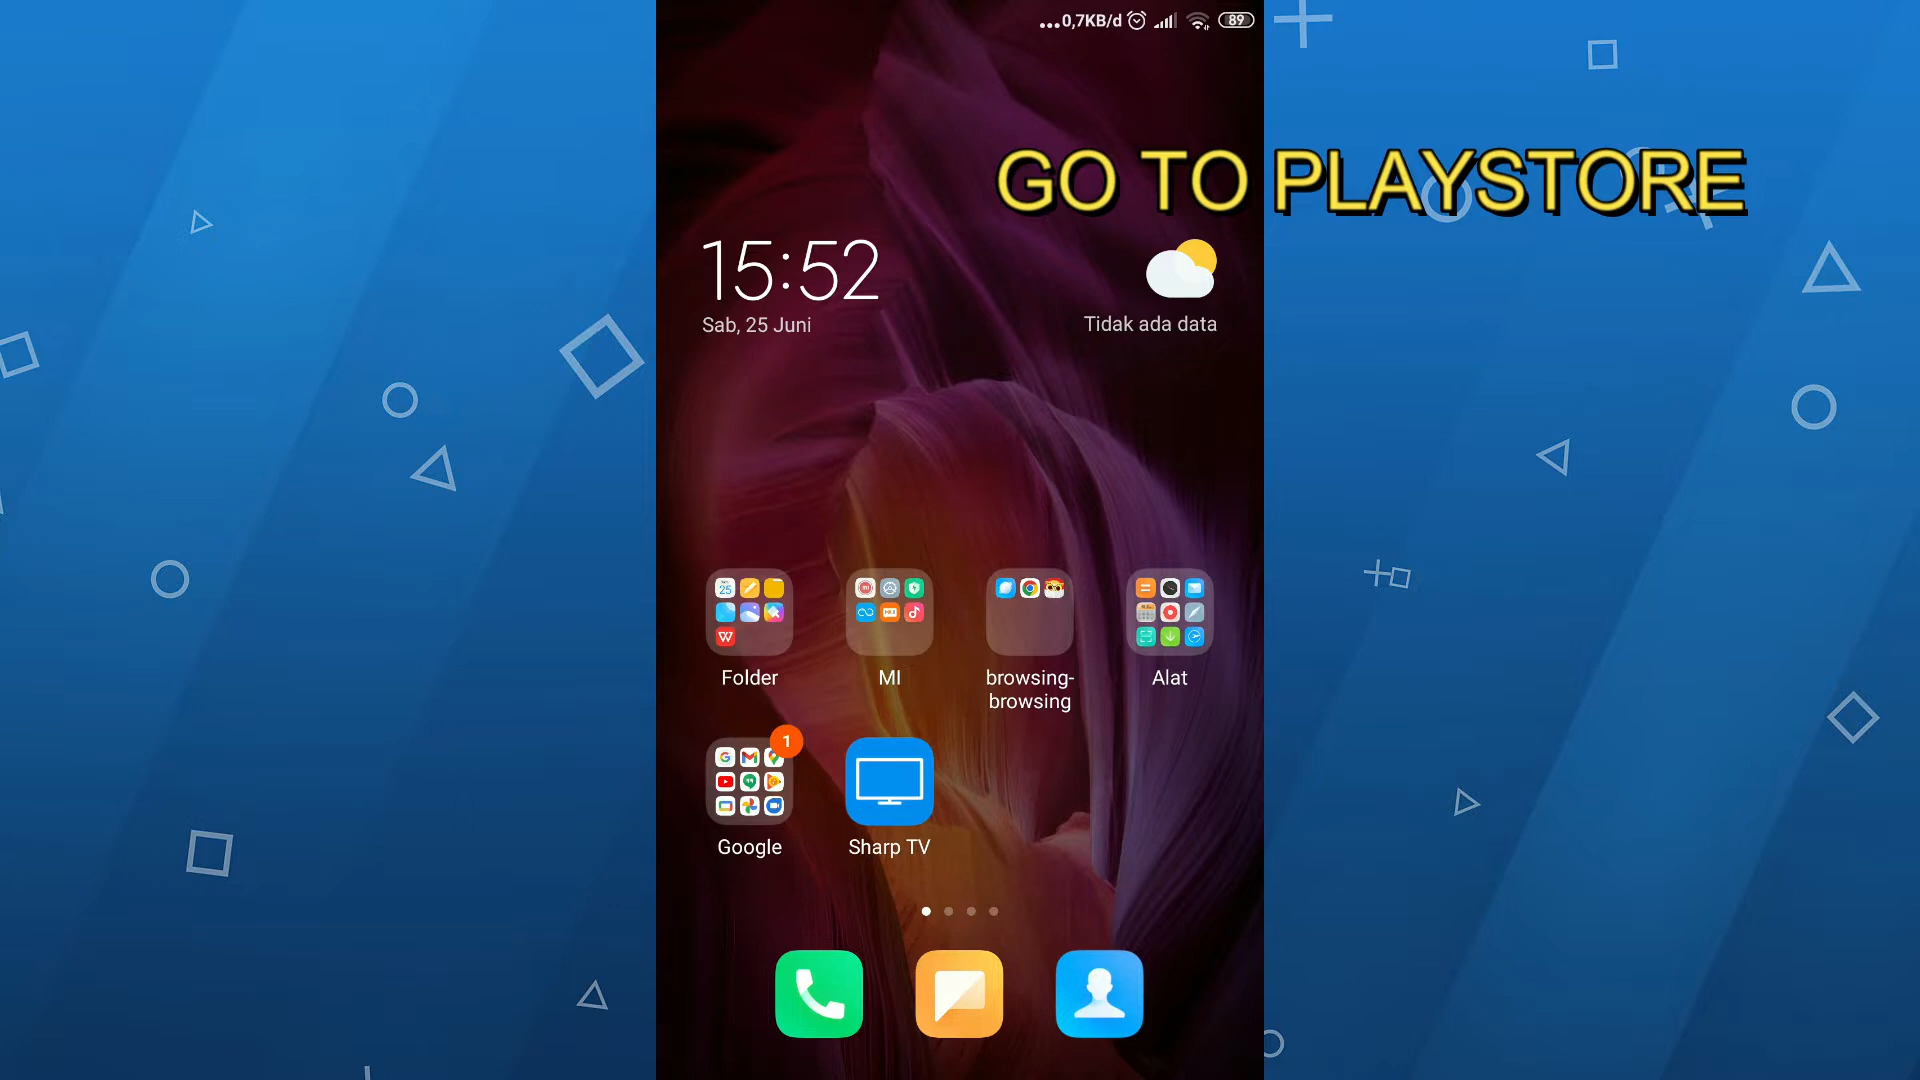 ...0,7KB/d 89
GO TO PLAYSTORE
15:52
Sab, 25 Juni
Tidak ada data
25
Folder
MI
browsing-
browsing
Alat
1
Google
Sharp TV